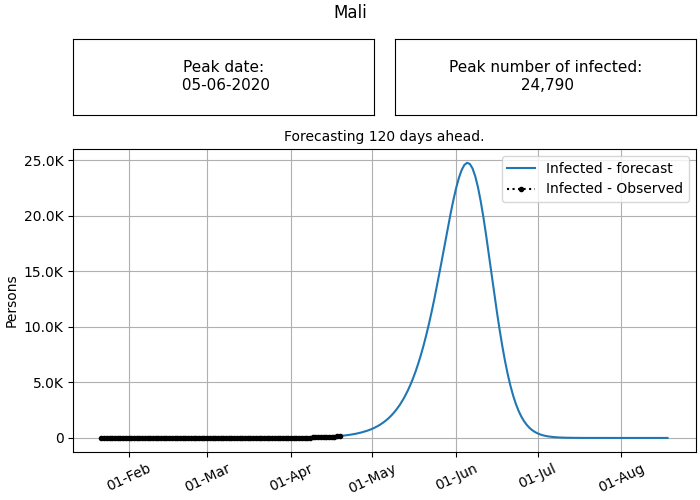 Mali
Peak date:
05-06-2020
Peak number of infected:
24,790
Forecasting 120 days ahead.
Infected - forecast
Infected - Observed
Persons
25.0K
20.0K
15.0K
10.0K
5.0K
0
01-Feb
01-Mar
01-Apr
01-May
01-Jun
01-Jul
01-Aug